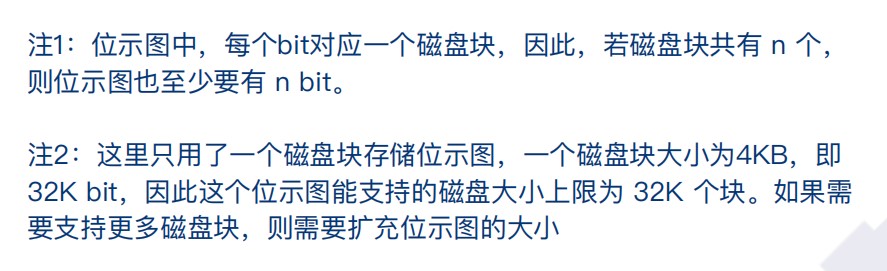 注1：位示图中，每个bit对应一个磁盘块，因此，若磁盘块共有 n 个，
则位示图也至少要有 n bit。
注2：这里只用了一个磁盘块存储位示图，一个磁盘块大小为4KB，即
32K bit，因此这个位示图能支持的磁盘大小上限为 32K 个块。如果需
要支持更多磁盘块，则需要扩充位示图的大小